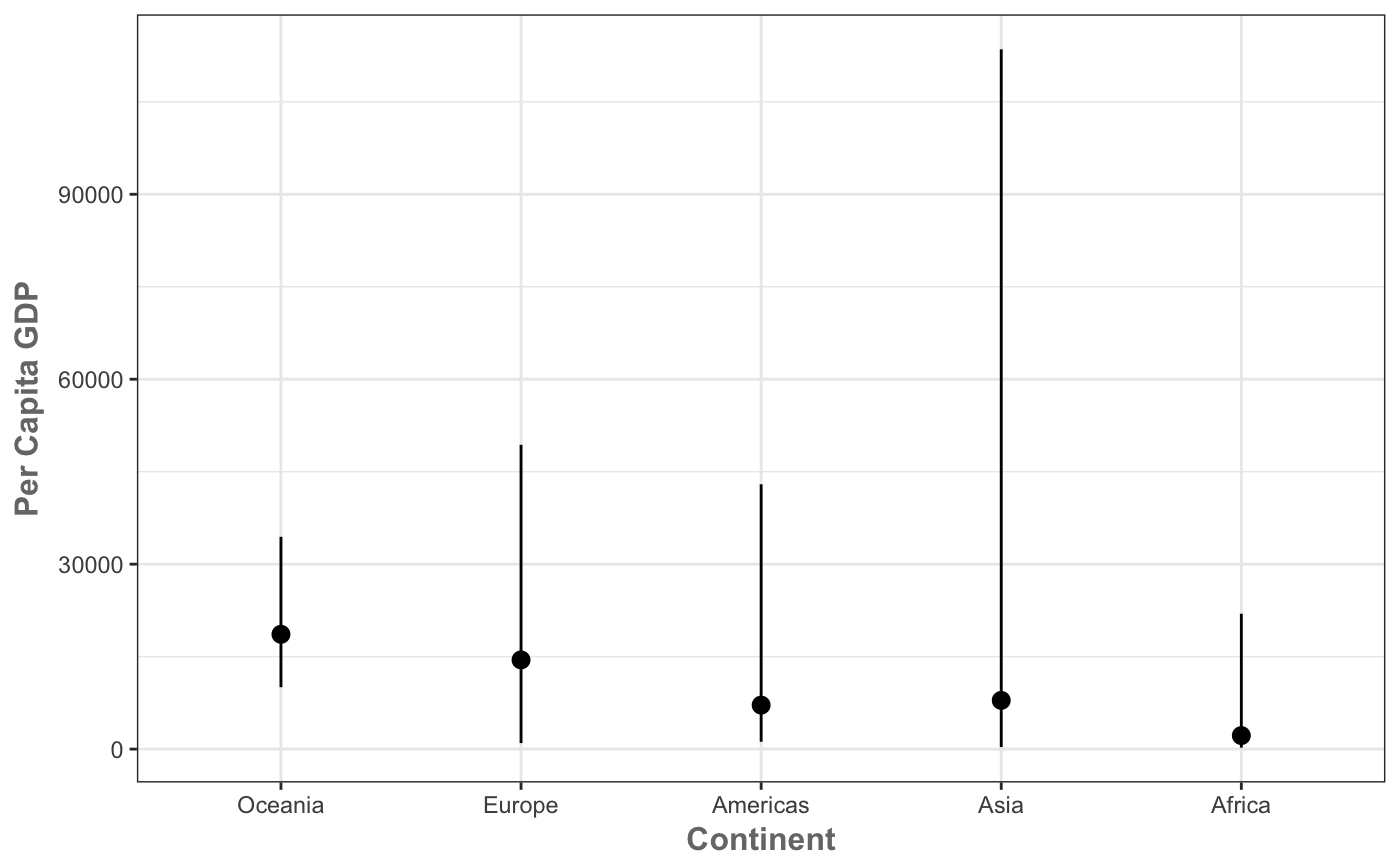 Per Capita GDP
90000
60000
30000
0
Oceania
Europe
Americas
Asia
Africa
Continent